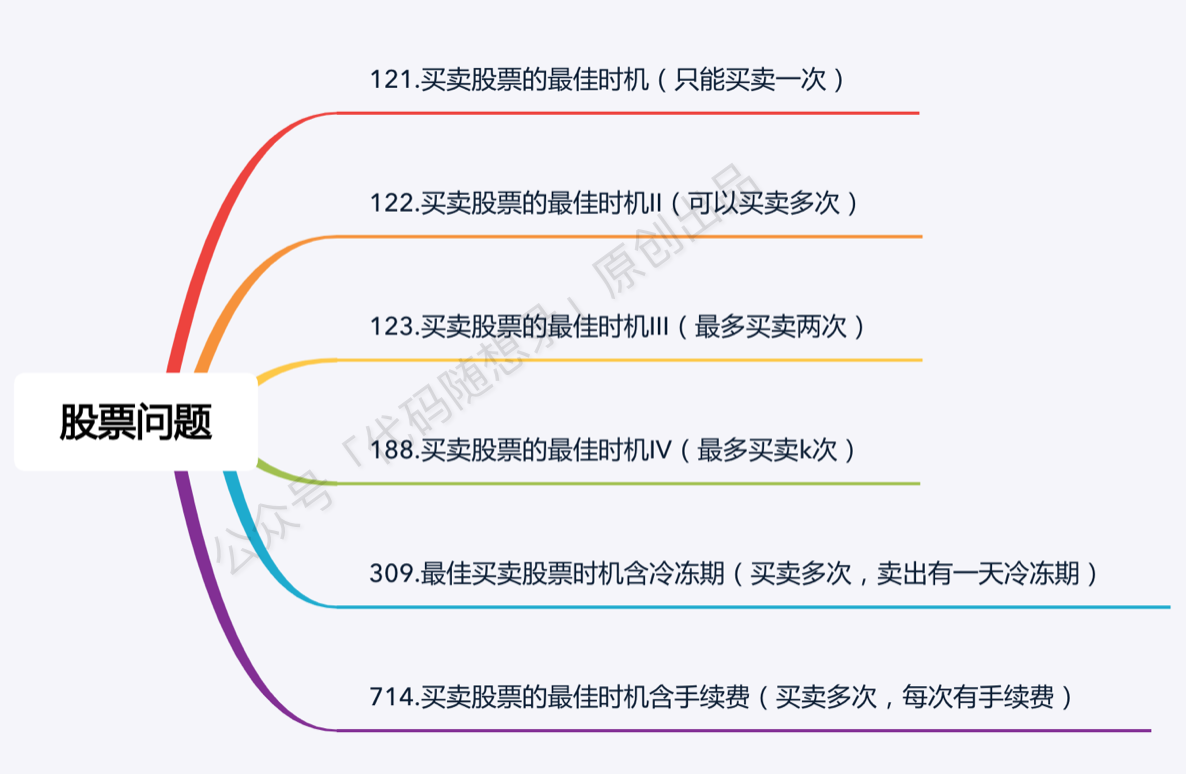 121.买卖股票的最佳时机（只能买卖一次）
122.买卖股票的最佳时机II（可以买卖多次）
123.买卖股票的最佳时机III（最多买卖两次）
股票问题
188.买卖股票的最佳时机IV（最多买卖k次）
309.最佳买卖股票时机含冷冻期（买卖多次，卖出有一天冷冻期）
714.买卖股票的最佳时机含手续费（买卖多次，每次有手续费）
公众号「代码随想录」原创出品